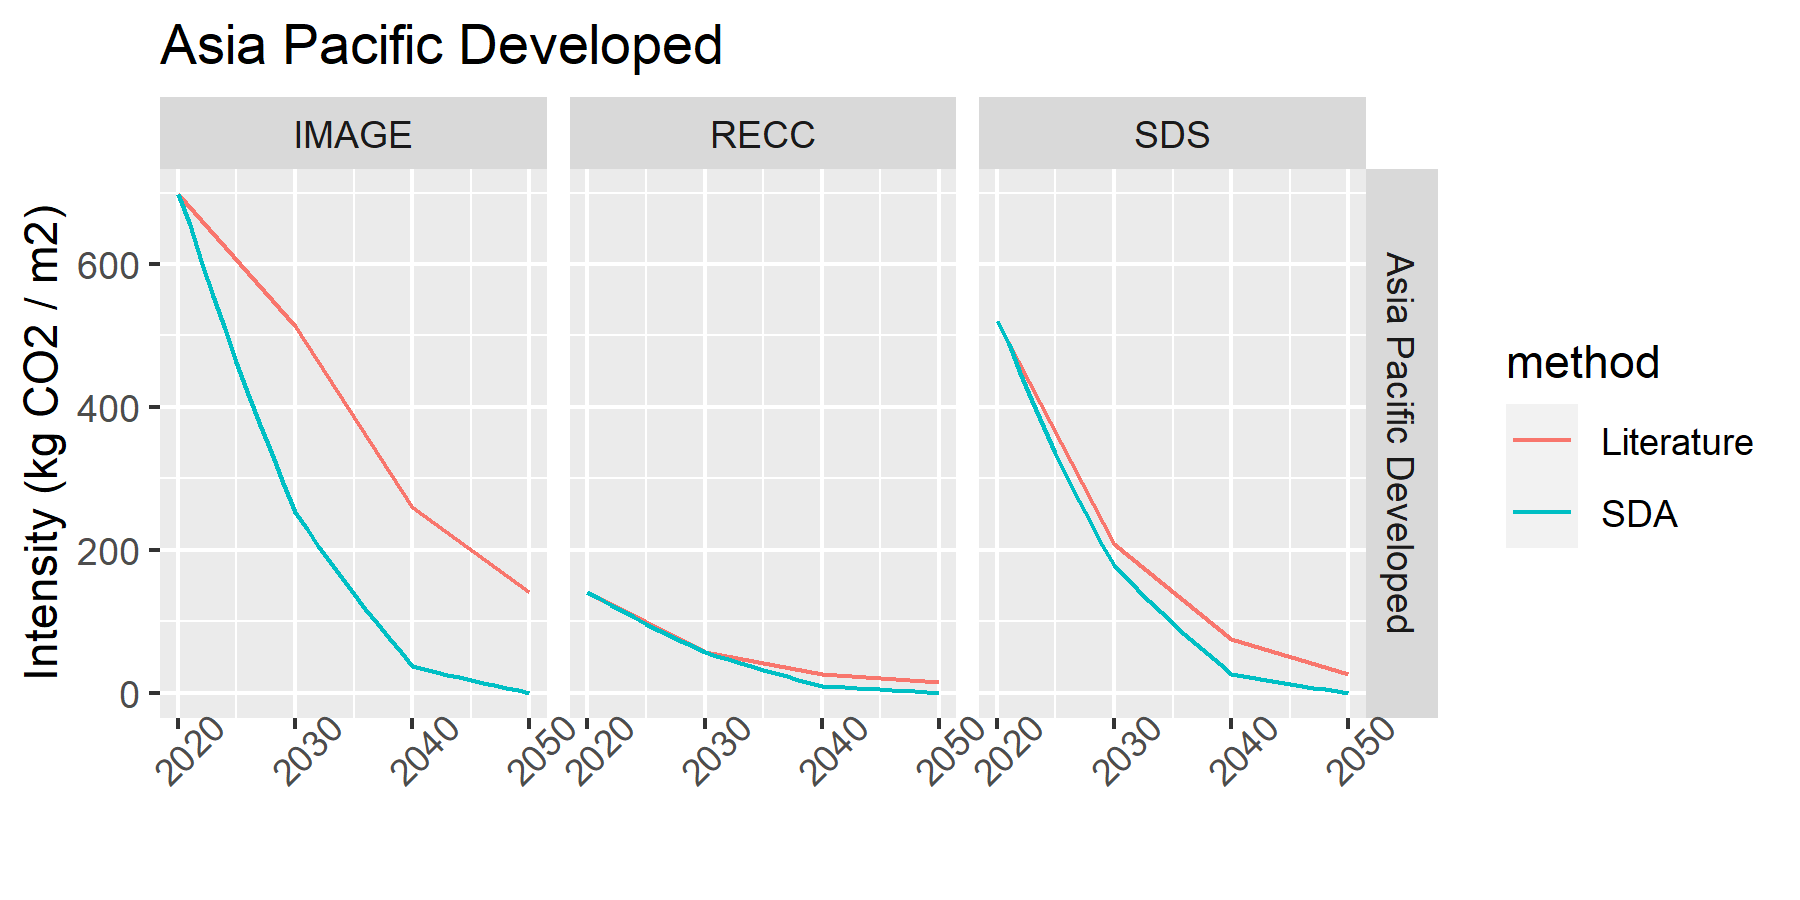 Asia Pacific Developed
IMAGE
RECC
SDS
Asia Pacific Developed
Intensity (kg CO2 / m2)
600
400
200
0
2020
2030
2040
2050
2020
2030
2040
2050
2020
2030
2040
2050
method
Literature
SDA